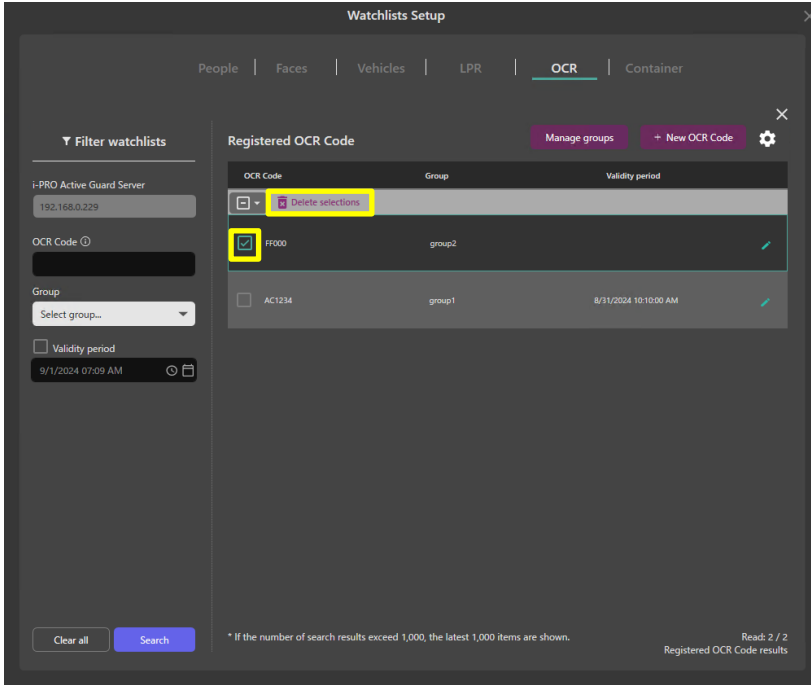 Watchlists Setup
People | Faces | Vehicles | LPR | OCR | Container
Filter watchlists
i-PRO Active Guard Server
192.168.0.229
OCR Code
Group
Select group...
Validity period
9/1/2024 07:09 AM
Clear all
Search
Registered OCR Code
Manage groups
+ New OCR Code
OCR Code Group Validity period
Delete selections
FF000 group2
AC1234 group1 8/31/2024 10:10:00 AM
* If the number of search results exceed 1,000, the latest 1,000 items are shown.
Read: 2 / 2
Registered OCR Code results